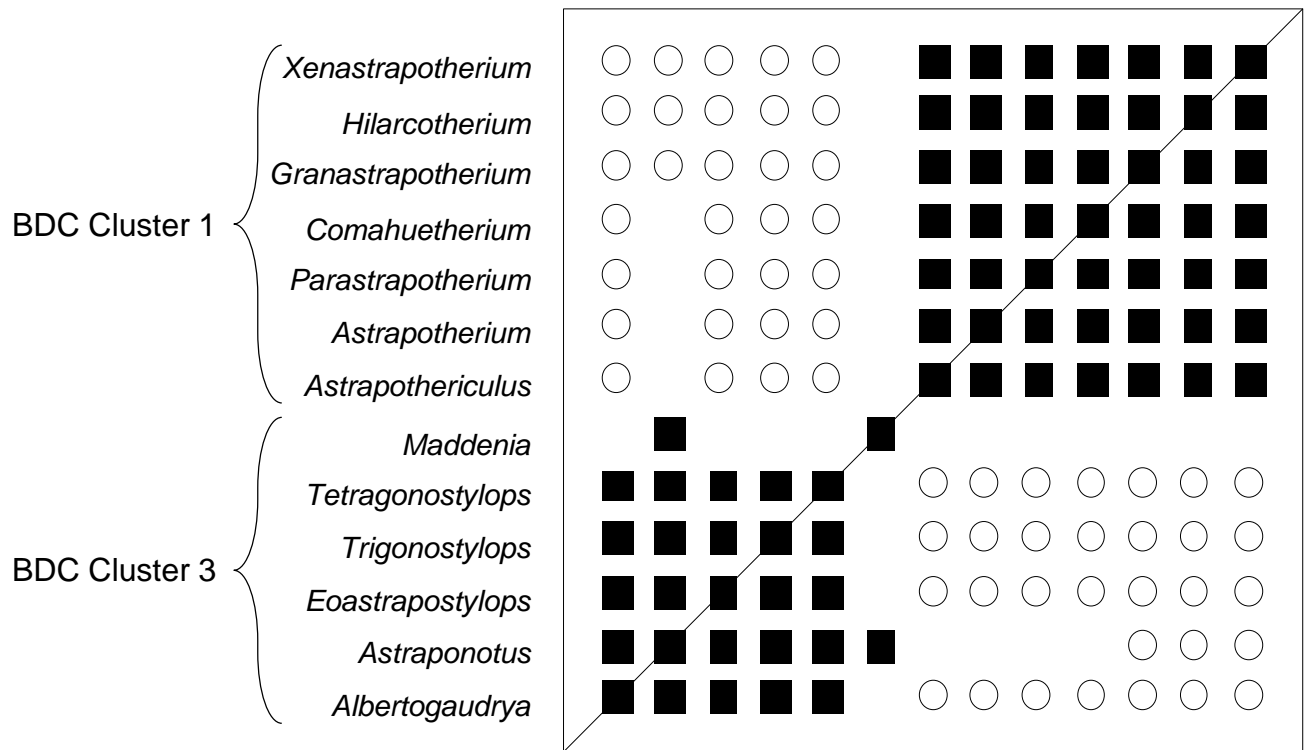 Xenastrapotherium
Hilarcotherium
Granastrapotherium
BDC Cluster 1
Comahuetherium
Parastrapotherium
Astrapotherium
Astrapothericulus
Maddenia
Tetragonostylops
Trigonostylops
BDC Cluster 3
Eoastrapostylops
Astraponotus
Albertogaudrya